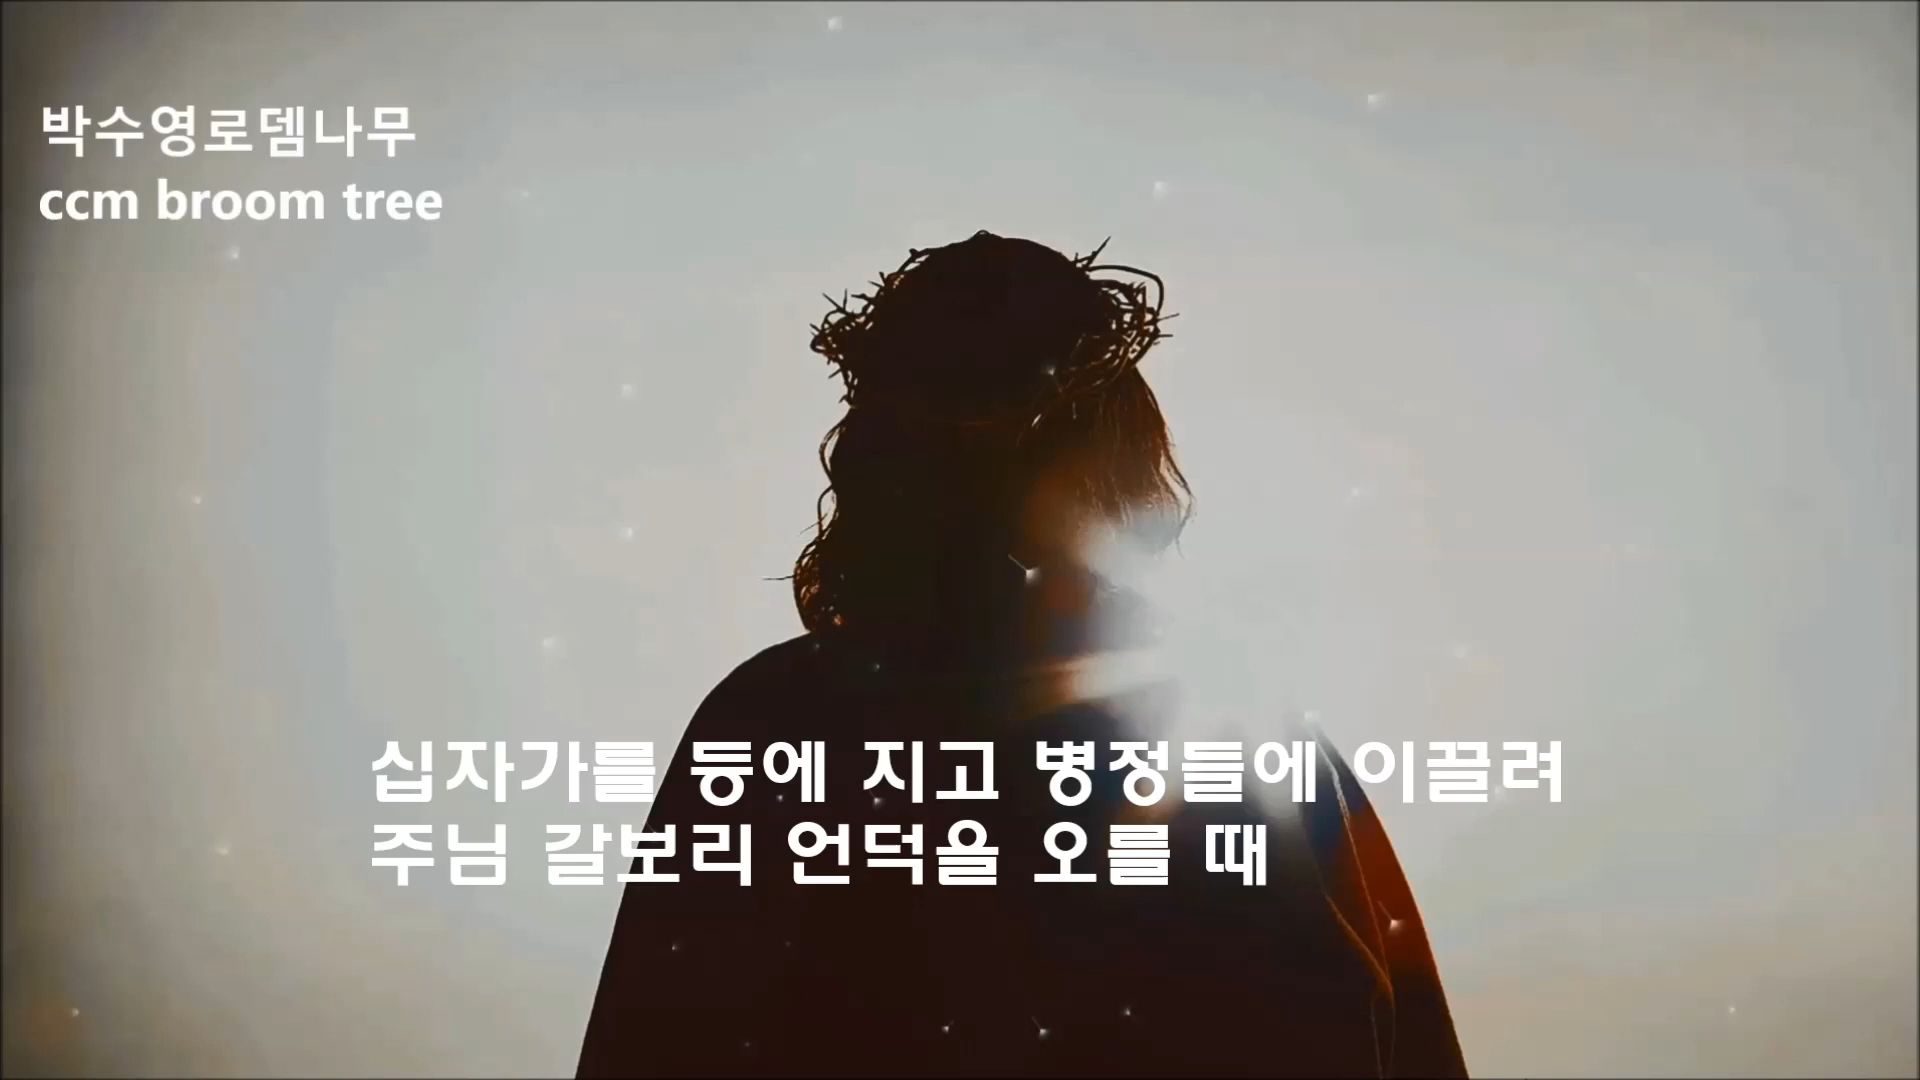 박수영로뎀나무
ccm broom tree
십자가를 등에 지고 병정들에 이끌려
주님 갈보리 언덕을 오를 때